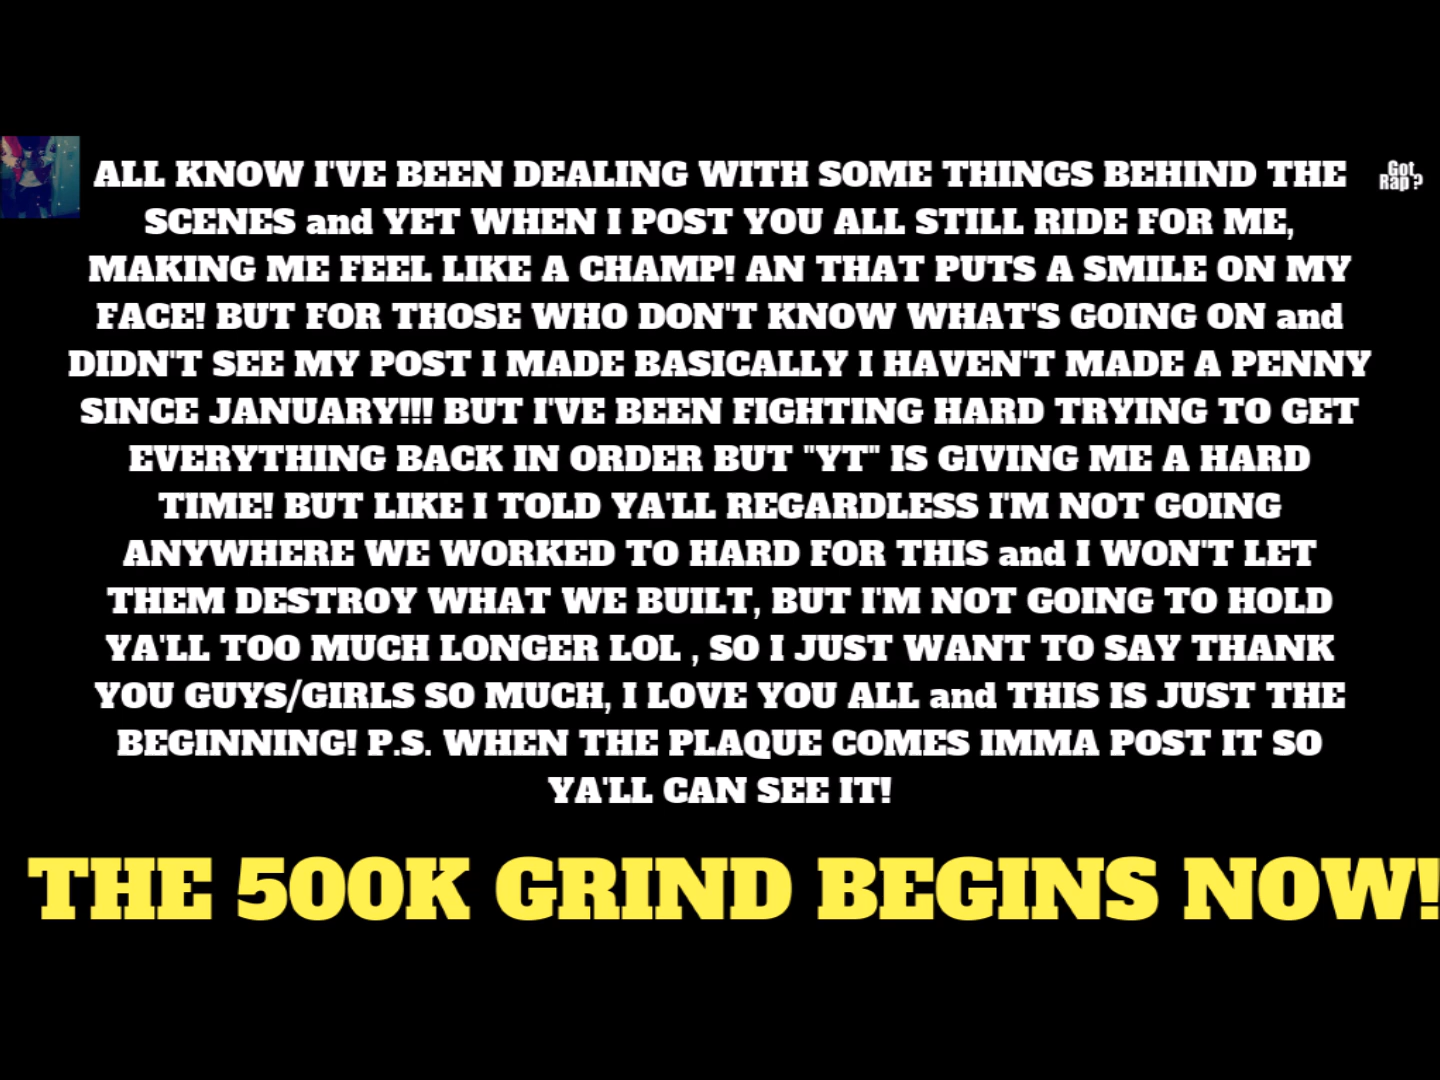 ALL KNOW I'VE BEEN DEALING WITH SOME THINGS BEHIND THE
Got
Rap?
SCENES and YET WHEN I POST YOU ALL STILL RIDE FOR ME,
MAKING ME FEEL LIKE A CHAMP! AN THAT PUTS A SMILE ON MY
FACE! BUT FOR THOSE WHO DON'T KNOW WHAT'S GOING ON and
DIDN'T SEE MY POST I MADE BASICALLY I HAVEN'T MADE A PENNY
SINCE JANUARY!!! BUT I'VE BEEN FIGHTING HARD TRYING TO GET
EVERYTHING BACK IN ORDER BUT "YT" IS GIVING ME A HARD
TIME! BUT LIKE I TOLD YA'LL REGARDLESS I'M NOT GOING
ANYWHERE WE WORKED TO HARD FOR THIS and I WON'T LET
THEM DESTROY WHAT WE BUILT, BUT I'M NOT GOING TO HOLD
YA'LL TOO MUCH LONGER LOL , SO I JUST WANT TO SAY THANK
YOU GUYS/GIRLS SO MUCH, I LOVE YOU ALL and THIS IS JUST THE
BEGINNING! P.S. WHEN THE PLAQUE COMES IMMA POST IT SO
YA'LL CAN SEE IT!
THE 500K GRIND BEGINS NOW!